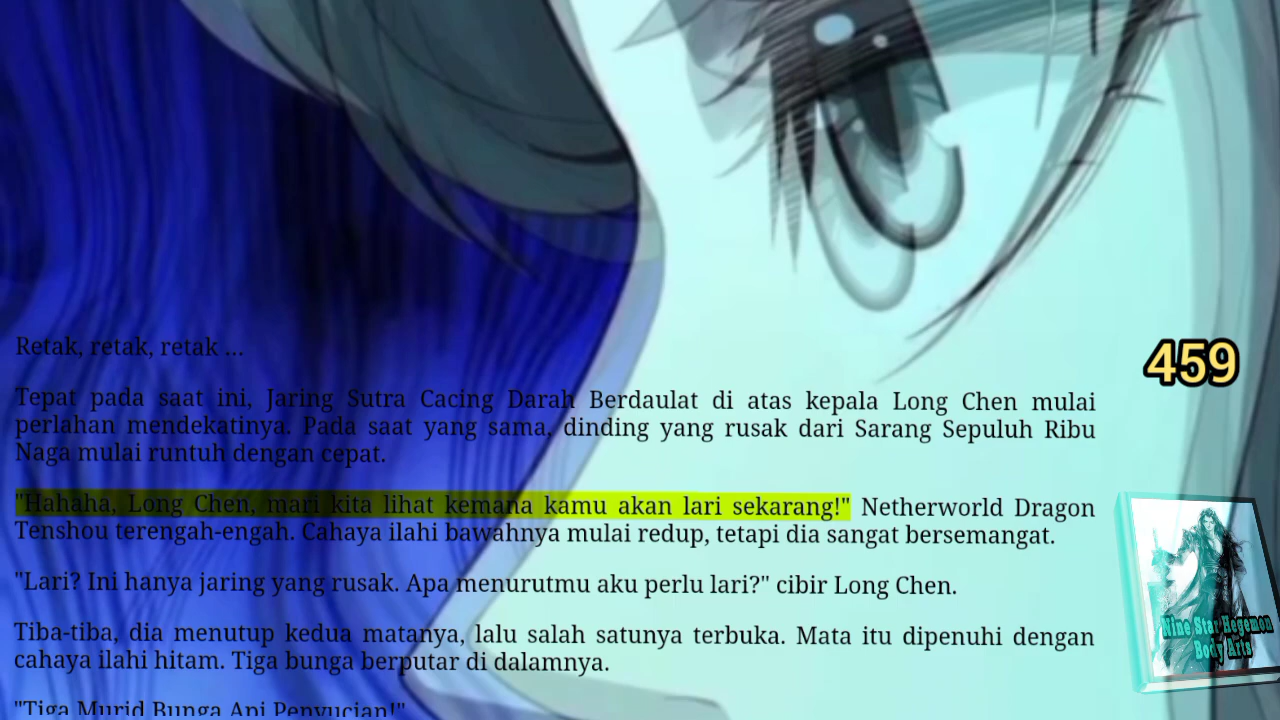 Retak, retak, retak ...
Tepat pada saat ini, Jaring Sutra Cacing Darah Berdaulat di atas kepala Long Chen mulai
perlahan mendekatinya. Pada saat yang sama, dinding yang rusak dari Sarang Sepuluh Ribu
Naga mulai runtuh dengan cepat.
"Hahaha, Long Chen, mari kita lihat kemana kamu akan lari sekarang!" Netherworld Dragon
Tenshou terengah-engah. Cahaya ilahi bawahnya mulai redup, tetapi dia sangat bersemangat.
"Lari? Ini hanya jaring yang rusak. Apa menurutmu aku perlu lari?" cibir Long Chen.
Tiba-tiba, dia menutup kedua matanya, lalu salah satunya terbuka. Mata itu dipenuhi dengan
cahaya ilahi hitam. Tiga bunga berputar di dalamnya.
"Tiga Murid Bunga Api Penyucian!"
459
Nine Star Hegemon
Body Arts